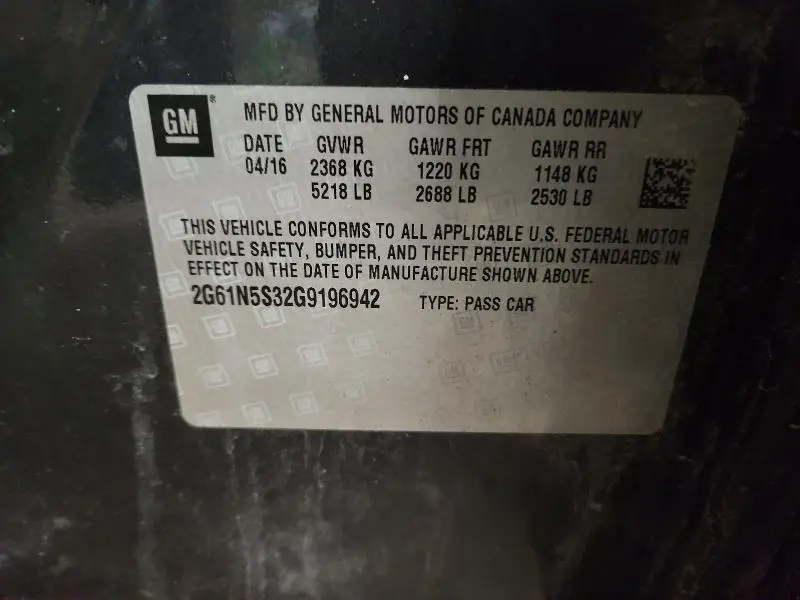 GM® MFD BY GENERAL MOTORS OF CANADA COMPANY
DATE GVWR GAWR FRT GAWR RR
04/16 2368 KG 1220 KG 1148 KG
5218 LB 2688 LB 2530 LB
THIS VEHICLE CONFORMS TO ALL APPLICABLE U.S. FEDERAL MOTOR
VEHICLE SAFETY, BUMPER, AND THEFT PREVENTION STANDARDS IN
EFFECT ON THE DATE OF MANUFACTURE SHOWN ABOVE.
2G61N5S32G9196942 TYPE: PASS CAR